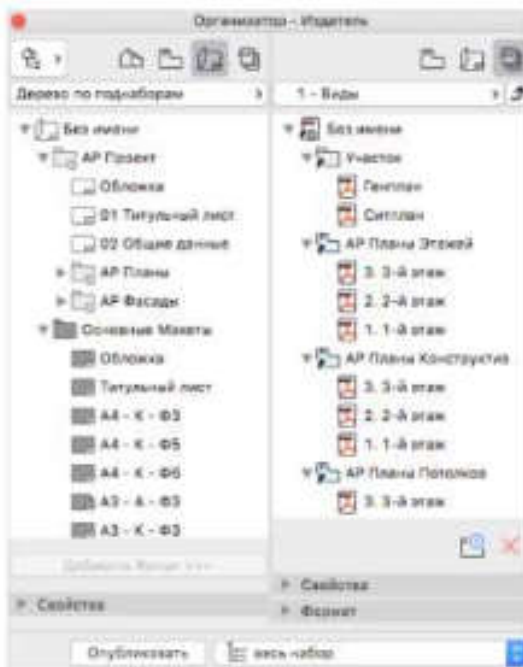 Организатор - Издатель
Дерево по поднаборам
Без имени
АР Проект
Обложка
01 Титульный лист
02 Общие данные
АР Планы
АР Фасады
Основные Макеты
Обложка
Титульный лист
А4 - К - Ф3
А4 - К - Ф5
А4 - К - Ф6
А3 - А - Ф3
А3 - К - Ф3
Свойства
1 - Виды
Без имени
Участок
Генплан
Ситплан
АР Планы Этажей
3. 3-й этаж
2. 2-й этаж
1. 1-й этаж
АР Планы Конструктив
3. 3-й этаж
2. 2-й этаж
1. 1-й этаж
АР Планы Потолков
3. 3-й этаж
Свойства
Формат
Опубликовать
весь набор